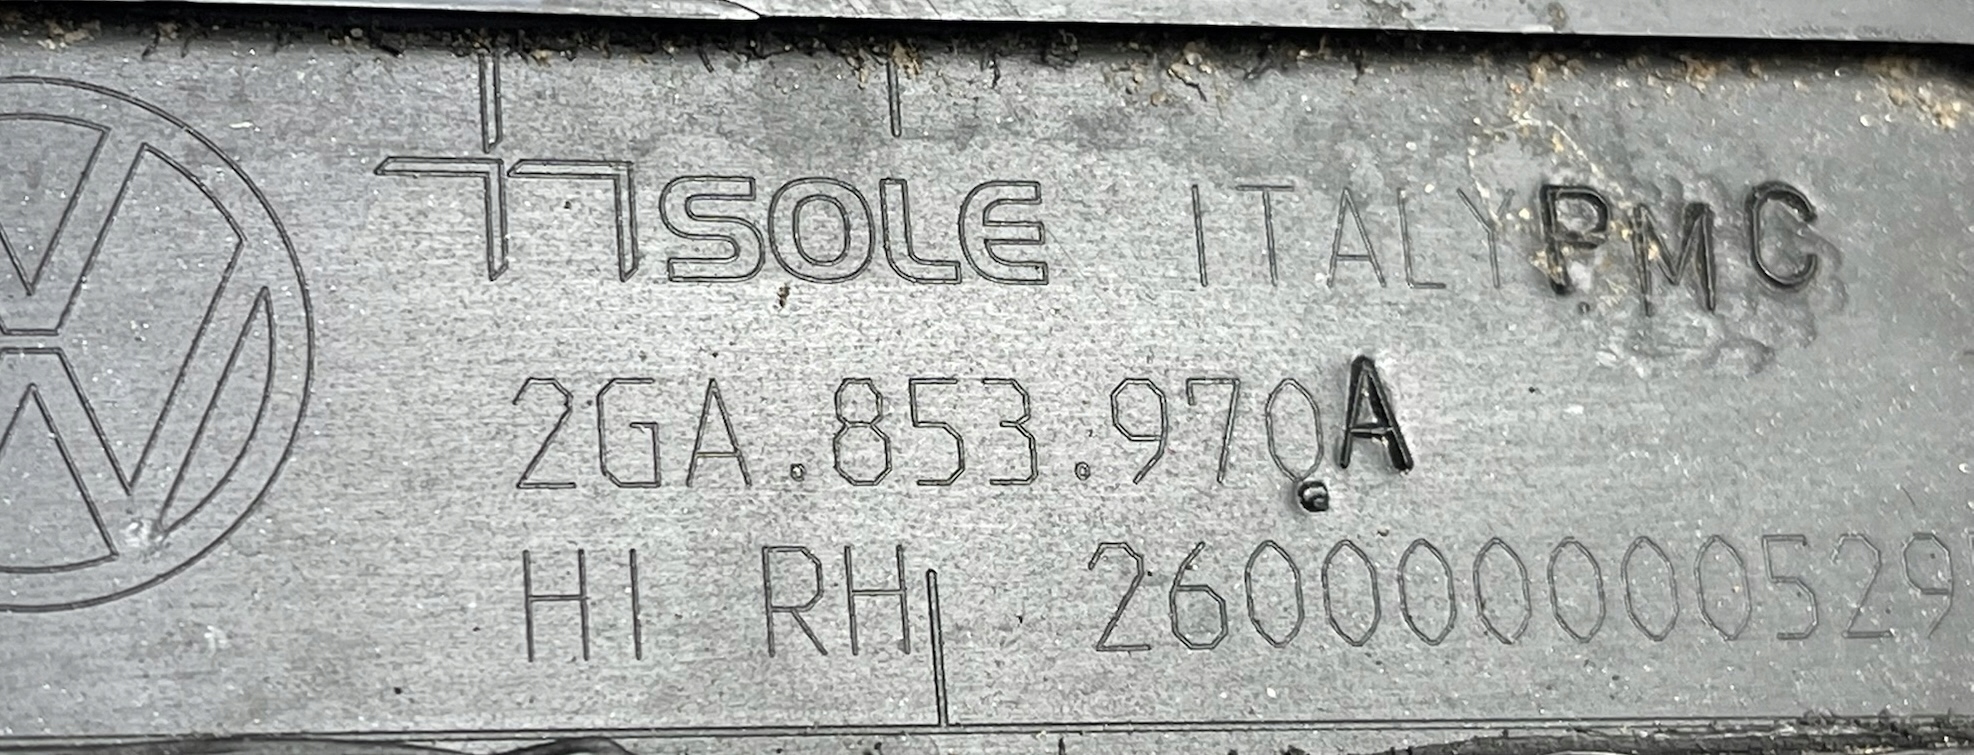 SOLE ITALY PMC
2GA.853.970.A
HI RH 260000000529